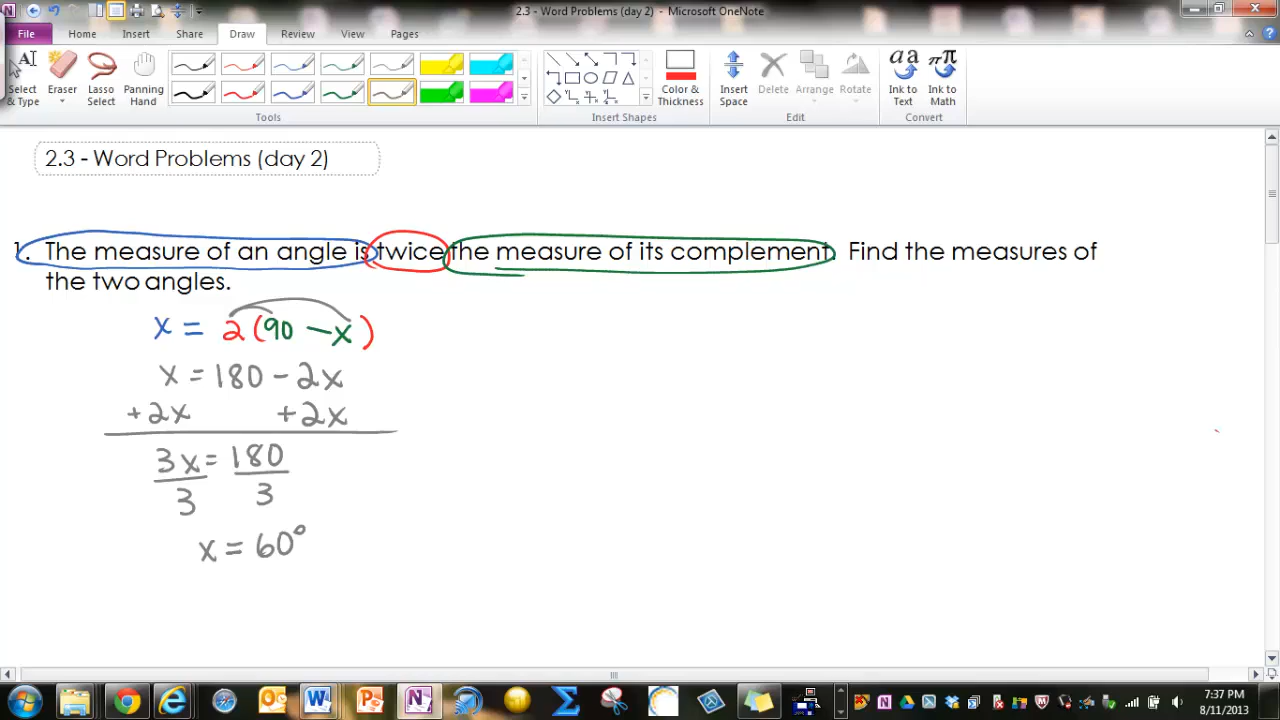 2.3 - Word Problems (day 2) - Microsoft OneNote
File Home Insert Draw Review View Pages
Select & Type Eraser Lasso Select Panning Hand Color & Thickness Insert Space Delete Arrange Rotate Ink to Text Ink to Math
Tools Insert Shapes Edit Convert
2.3 - Word Problems (day 2)
1. The measure of an angle is twice the measure of its complement. Find the measures of
the two angles.
x = 2(90 - x)
x = 180 - 2x
+2x +2x
3x = 180
3 3
x = 60°
7:37 PM
8/11/2013